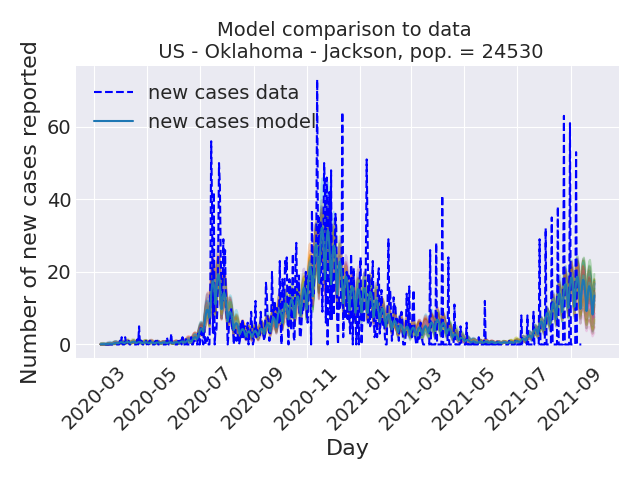 Model comparison to data
US - Oklahoma - Jackson, pop. = 24530
Number of new cases reported
60
40
20
0
new cases data
new cases model
2020-03
2020-05
2020-07
2020-09
2020-11
2021-01
2021-03
2021-05
2021-07
2021-09
Day